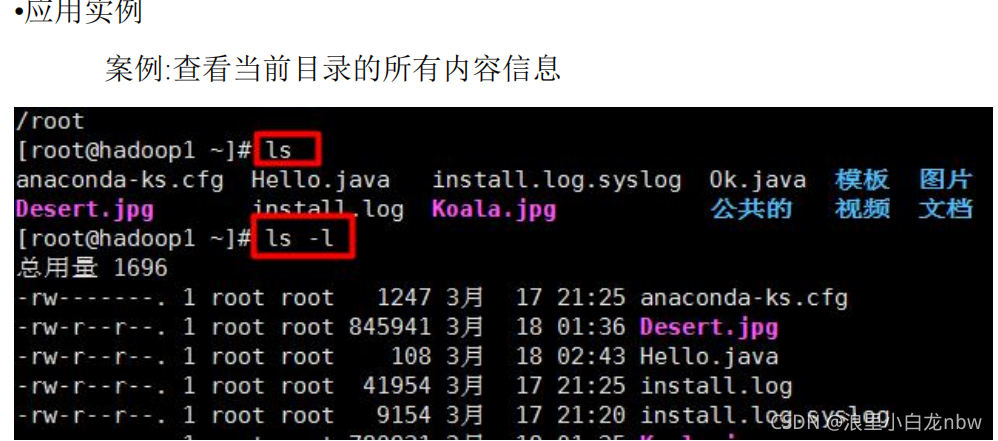 •应用实例
案例:查看当前目录的所有内容信息
/root
[root@hadoop1 ~]# ls
anaconda-ks.cfg Hello.java install.log.syslog Ok.java 模板 图片
Desert.jpg install.log Koala.jpg 公共的 视频 文档
[root@hadoop1 ~]# ls -l
总用量 1696
-rw-------. 1 root root 1247 3月 17 21:25 anaconda-ks.cfg
-rw-r--r--. 1 root root 845941 3月 18 01:36 Desert.jpg
-rw-r--r--. 1 root root 108 3月 18 02:43 Hello.java
-rw-r--r--. 1 root root 41954 3月 17 21:25 install.log
-rw-r--r--. 1 root root 9154 3月 17 21:20 install.log.syslog
CSDN @浪里小白龙nbw